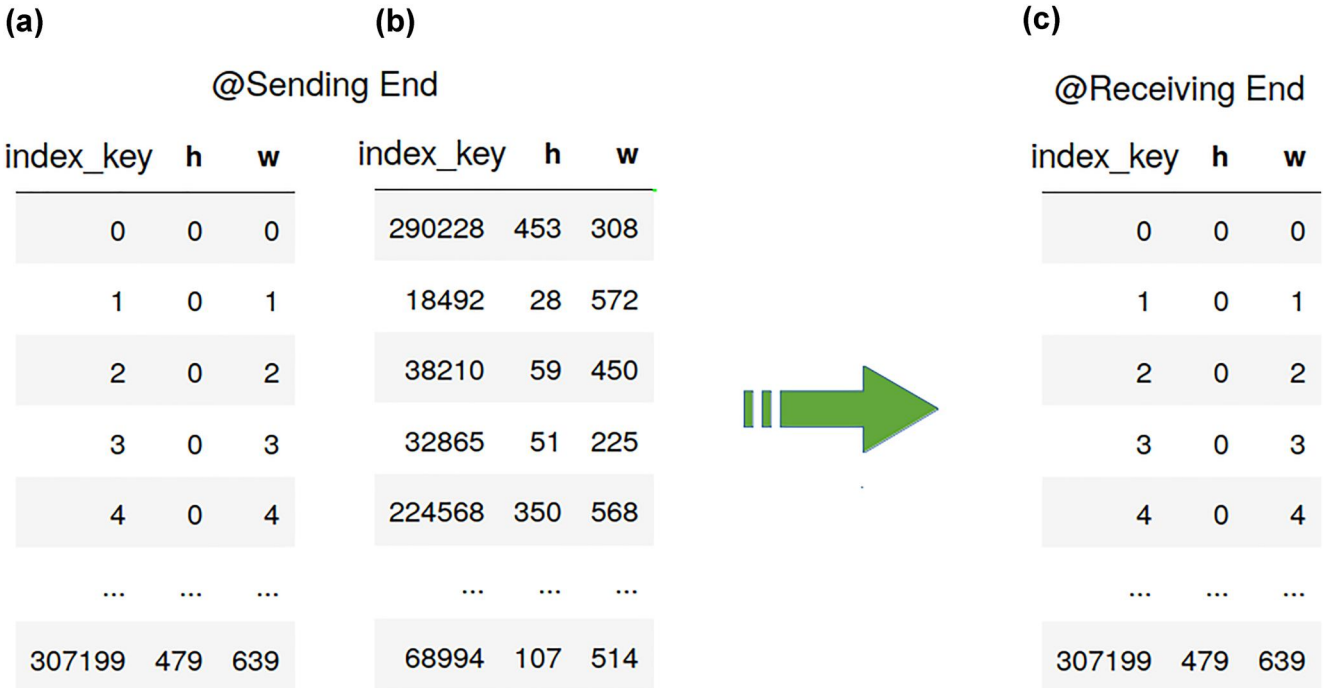 (a) (b) (c)
@Sending End @Receiving End
index_key h w index_key h w index_key h w
0 0 0 290228 453 308 0 0 0
1 0 1 18492 28 572 1 0 1
2 0 2 38210 59 450 2 0 2
3 0 3 32865 51 225 3 0 3
4 0 4 224568 350 568 4 0 4
... ... ... ... ... ... ... ... ...
307199 479 639 68994 107 514 307199 479 639